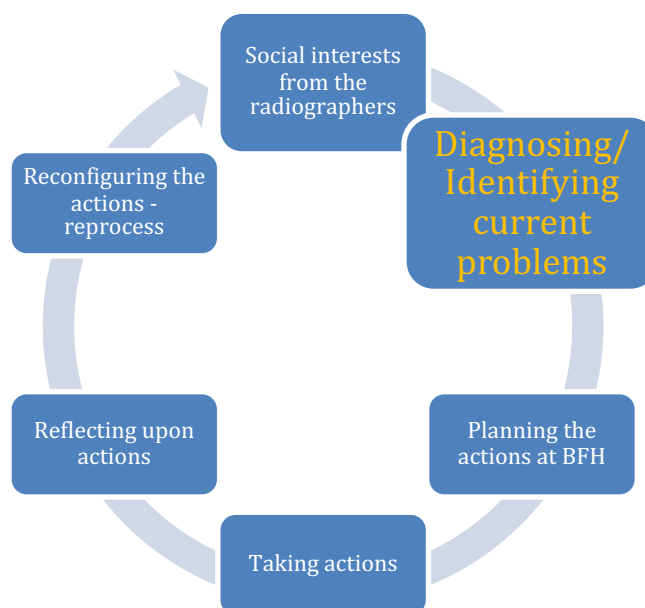 Social interests
from the
radiographers
Diagnosing/
Identifying
current
problems
Planning the
actions at BFH
Taking actions
Reflecting upon
actions
Reconfiguring the
actions -
reprocess